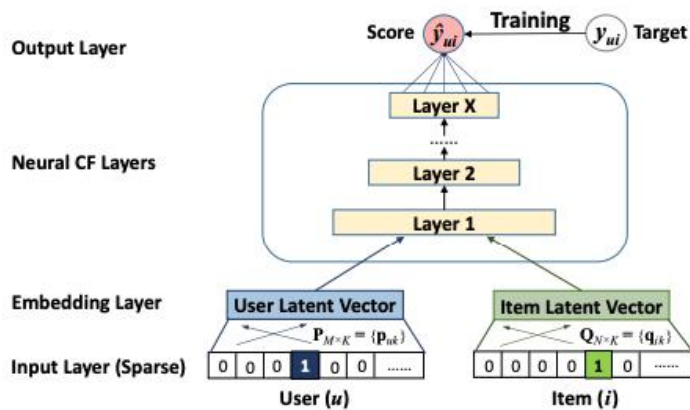 Score ŷui Training yui Target
Output Layer
Layer X
......
Neural CF Layers
Layer 2
Layer 1
Embedding Layer User Latent Vector Item Latent Vector
P M×K = {puk} Q N×K = {qik}
Input Layer (Sparse) 0 0 0 1 0 0 ...... 0 0 0 0 1 0 ......
User (u) Item (i)